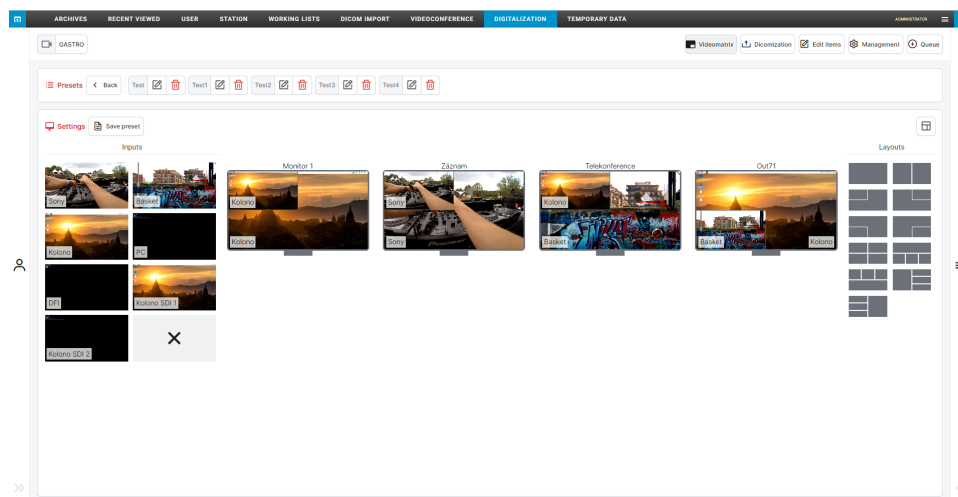 ARCHIVES RECENT VIEWED USER STATION WORKING LISTS DICOM IMPORT VIDEOCONFERENCE DIGITALIZATION TEMPORARY DATA ADMINISTRATOR
GASTRO Videomatrix Dicomization Edit items Management Queue
Presets Back Test Test1 Test2 Test3 Test4
Settings Save preset
Inputs Layouts
Monitor 1 Záznam Telekonference Out71
Sony Basket Kolono Sony Kolono
Kolono PC Kolono Sony Basket Basket Kolono
DFI Kolono SDI 1
Kolono SDI 2